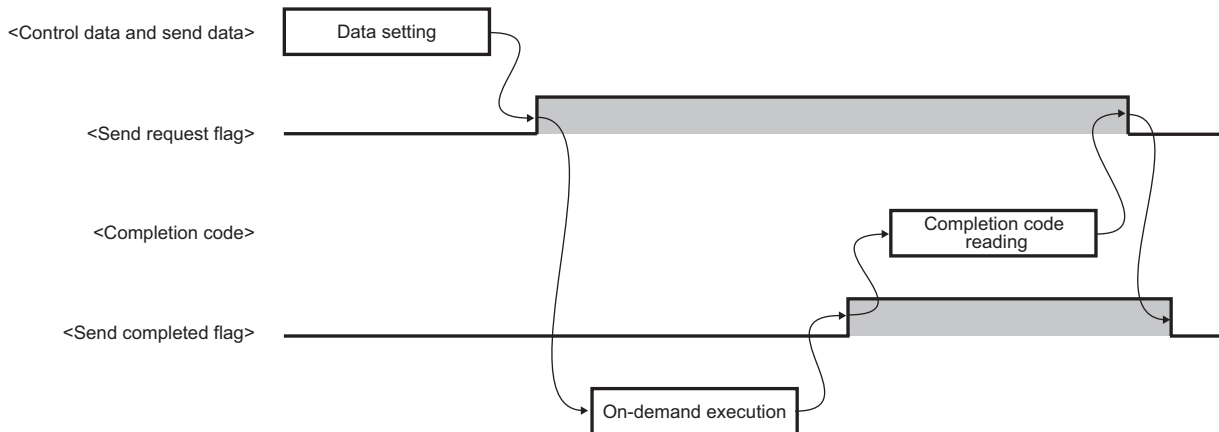 <Control data and send data>
Data setting
<Send request flag>
<Completion code>
Completion code
reading
<Send completed flag>
On-demand execution